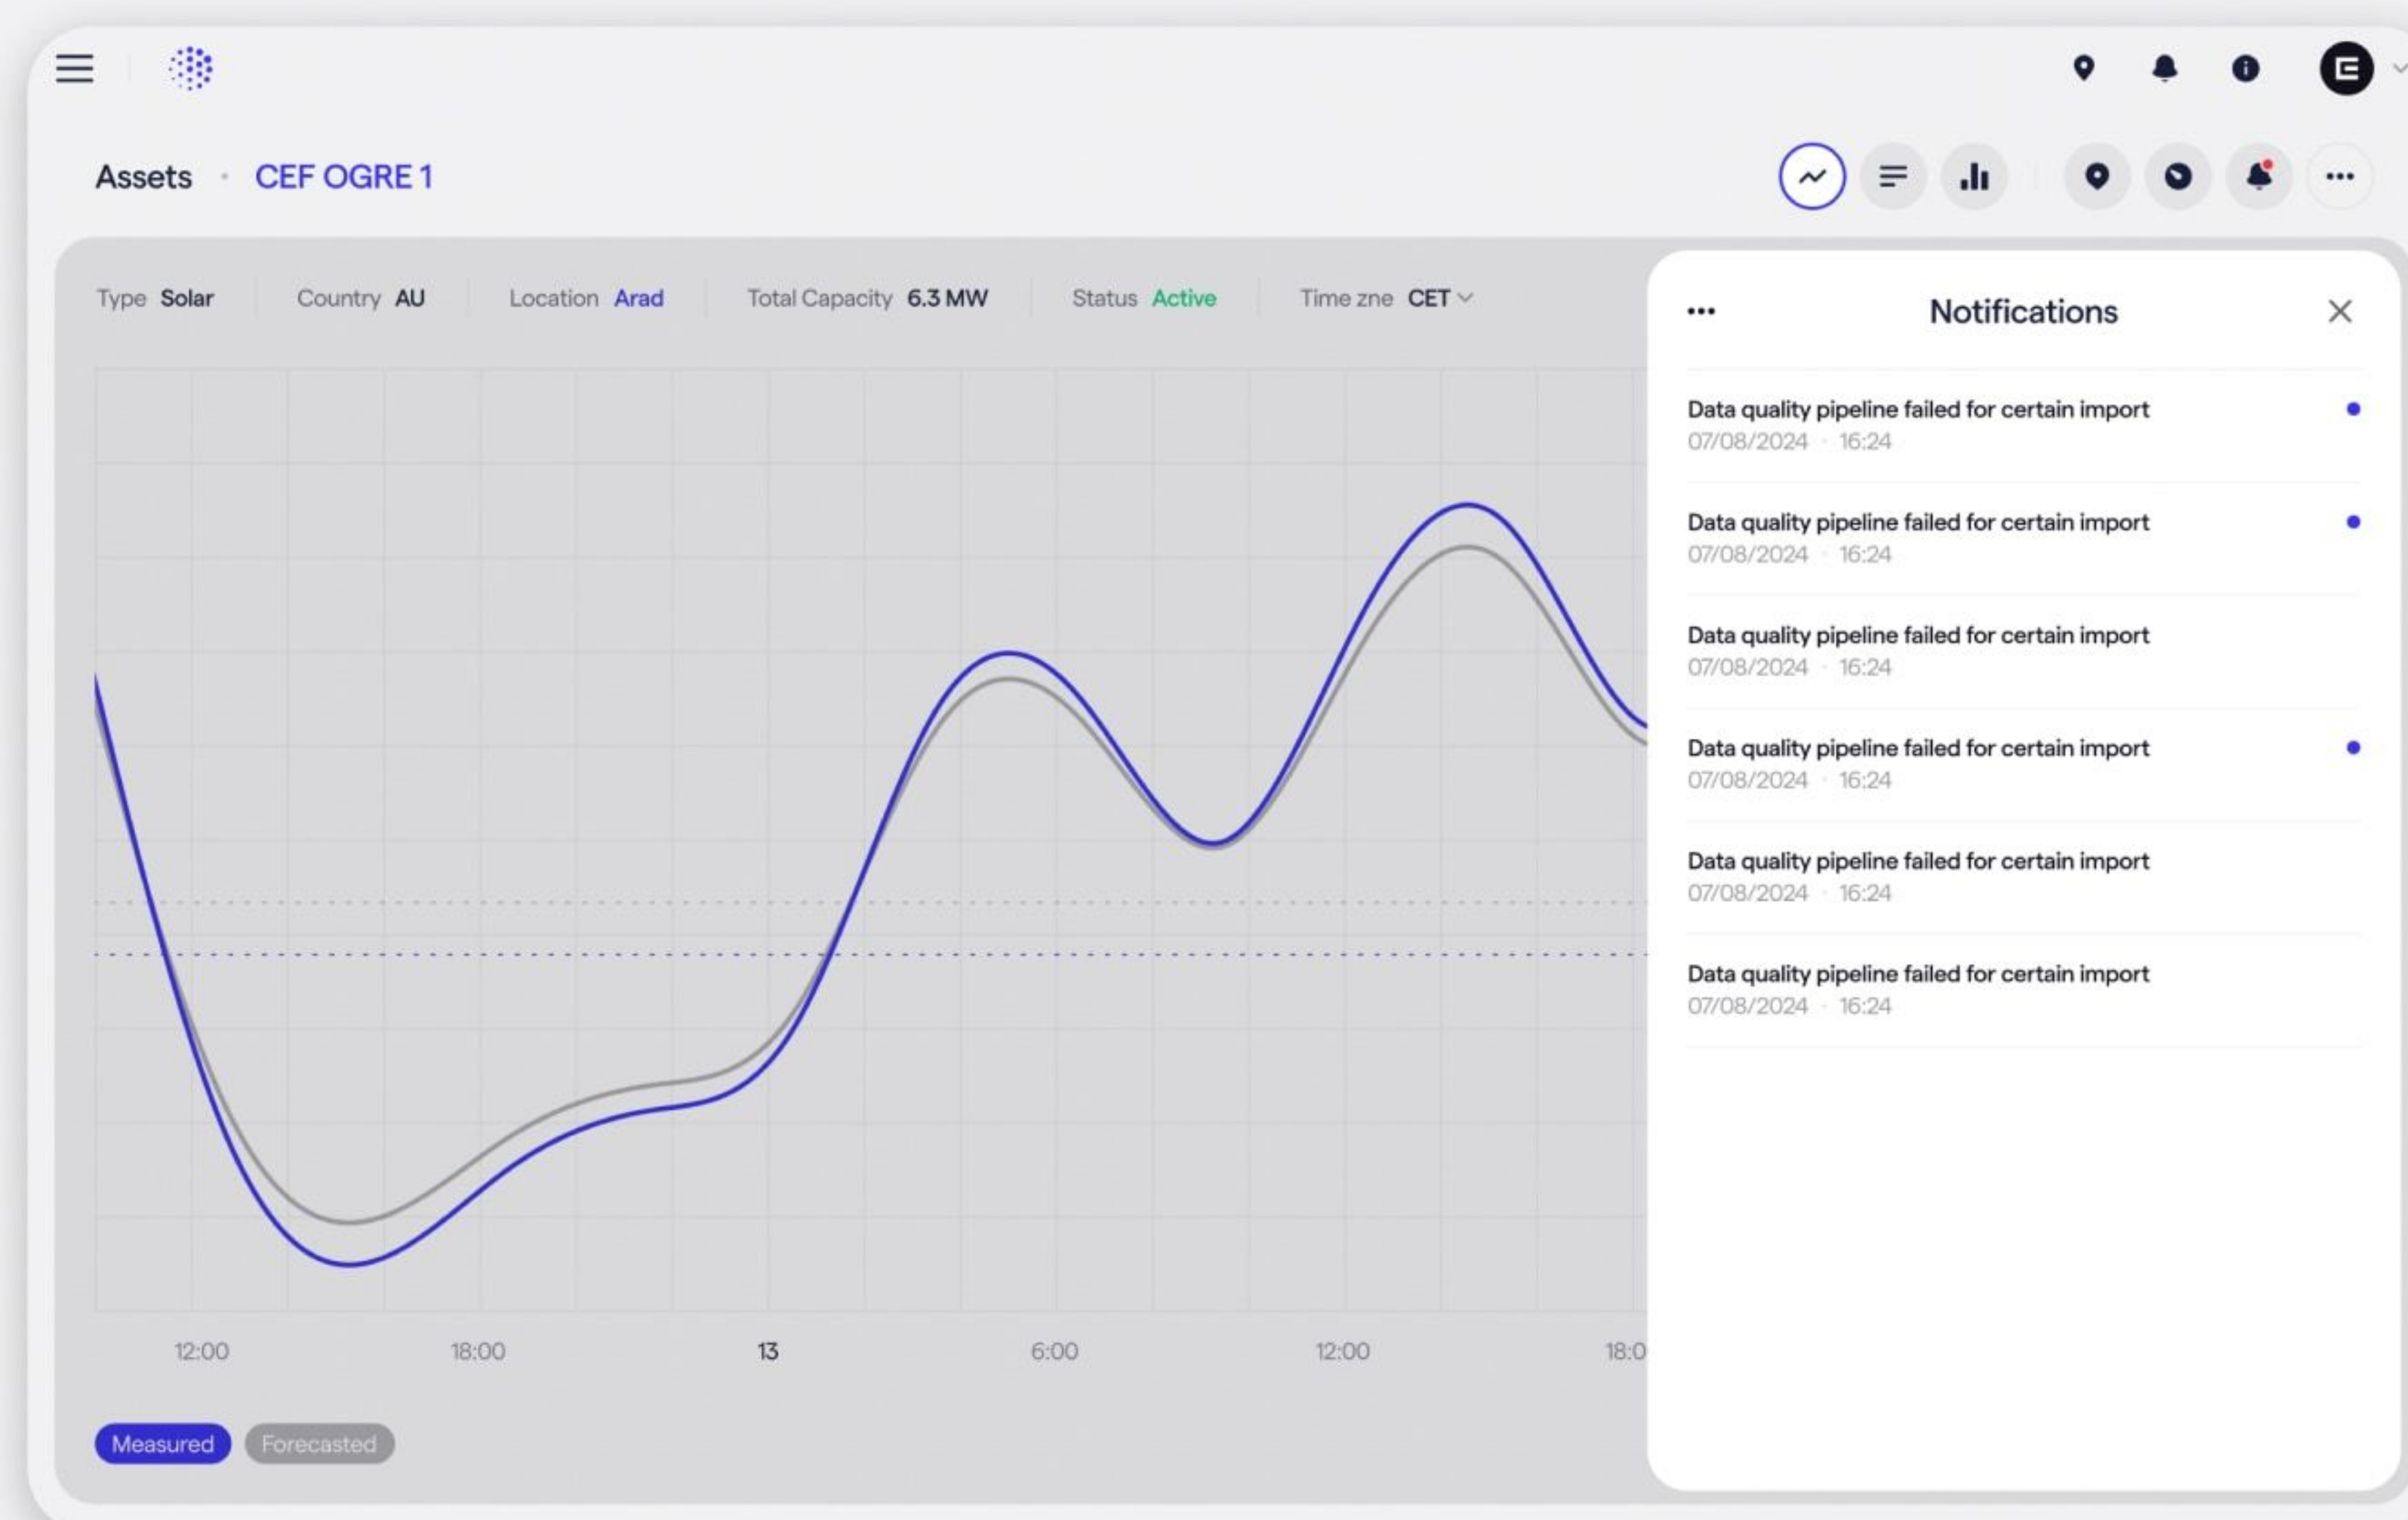 Assets · CEF OGRE 1
Type Solar Country AU Location Arad Total Capacity 6.3 MW Status Active Time zne CET
Notifications
Data quality pipeline failed for certain import
07/08/2024 · 16:24
Data quality pipeline failed for certain import
07/08/2024 · 16:24
Data quality pipeline failed for certain import
07/08/2024 · 16:24
Data quality pipeline failed for certain import
07/08/2024 · 16:24
Data quality pipeline failed for certain import
07/08/2024 · 16:24
Data quality pipeline failed for certain import
07/08/2024 · 16:24
12:00 18:00 13 6:00 12:00 18:0
Measured Forecasted